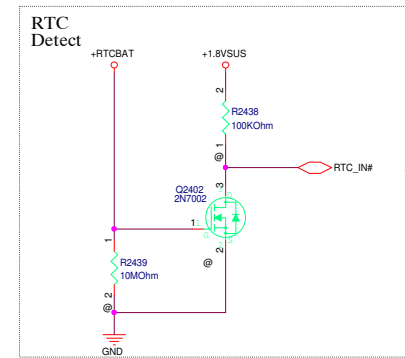 RTC
Detect
+RTCBAT
+1.8VSUS
2
R2438
100KOhm
1
@
RTC_IN#
3
Q2402
2N7002
1
G
2
@
1
R2439
10MOhm
2
@
GND